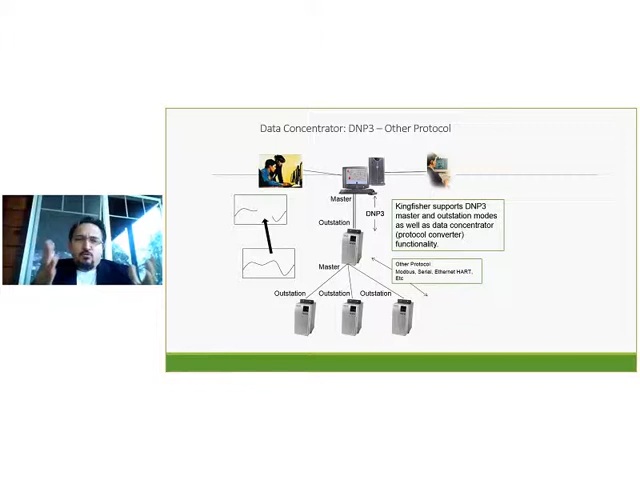 Data Concentrator: DNP3 – Other Protocol
Master
DNP3
Outstation
Kingfisher supports DNP3
master and outstation modes
as well as data concentrator
(protocol converter)
functionality.
Master
Other Protocol
Modbus, Serial, Ethernet HART,
Etc
Outstation
Outstation
Outstation